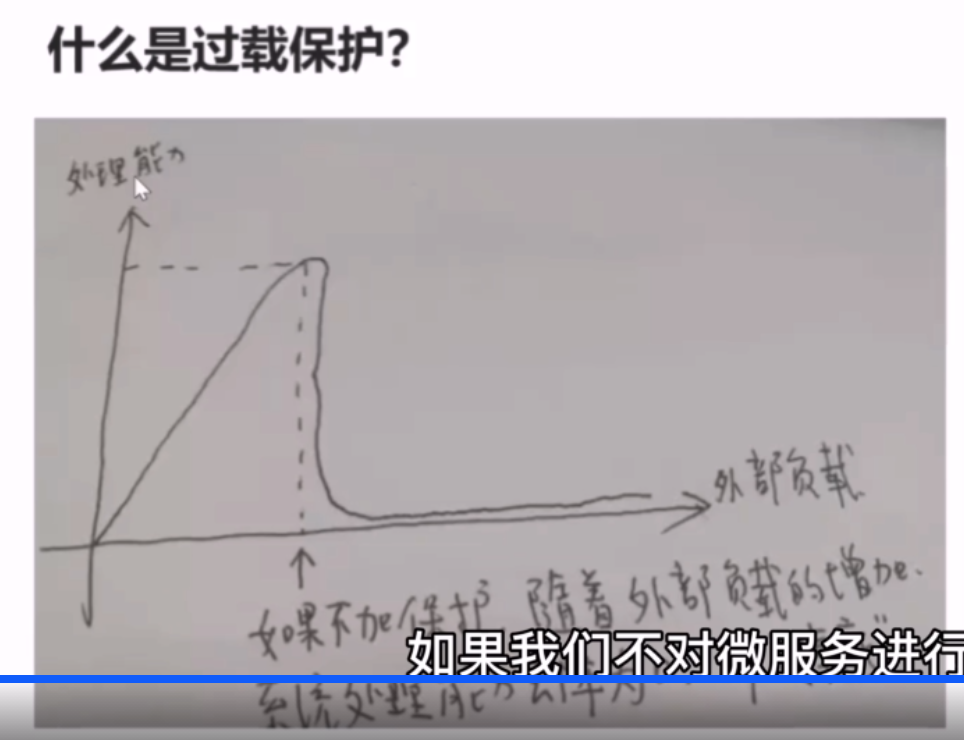 什么是过载保护?
处理能力
外部负载
如果不加保护,随着外部负载的增加.
如果我们不对微服务进行
系统处理能力会降为